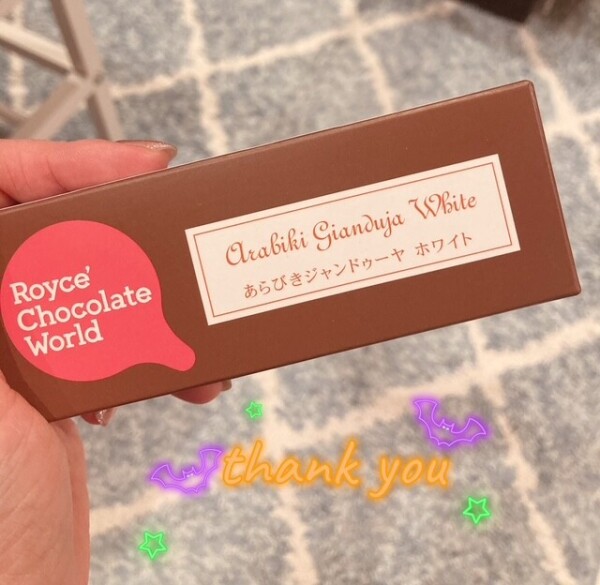 Royce'
Chocolate
World
Arabiki Gianduja White
あらびきジャンドゥーヤ ホワイト
thank you